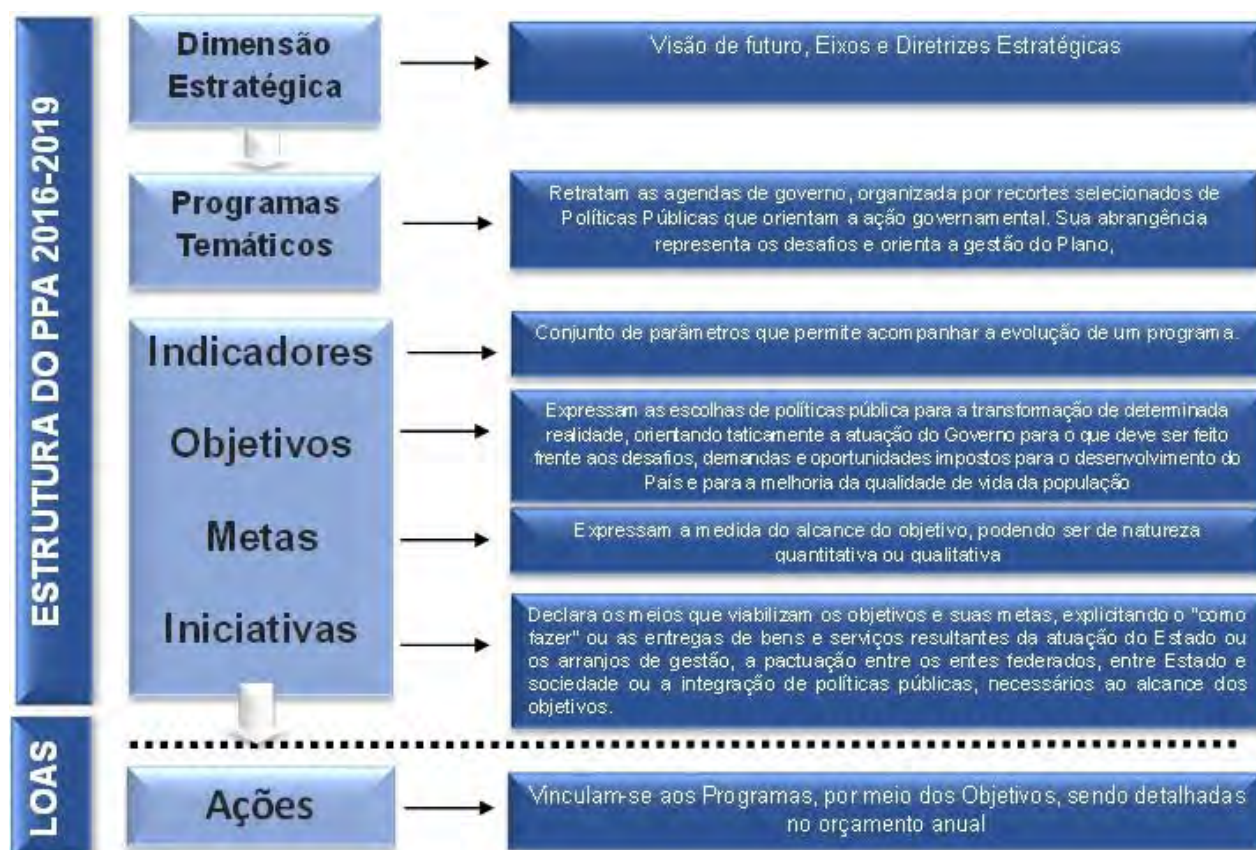 ESTRUTURA DO PPA 2016-2019
Dimensão
Estratégica
Visão de futuro, Eixos e Diretrizes Estratégicas
Programas
Temáticos
Retratam as agendas de governo, organizada por recortes selecionados de
Políticas Públicas que orientam a ação governamental. Sua abrangência
representa os desafios e orienta a gestão do Plano,
Indicadores
Conjunto de parâmetros que permite acompanhar a evolução de um programa.
Objetivos
Expressam as escolhas de políticas pública para a transformação de determinada
realidade, orientando taticamente a atuação do Governo para o que deve ser feito
frente aos desafios, demandas e oportunidades impostos para o desenvolvimento do
País e para a melhoria da qualidade de vida da população
Metas
Expressam a medida do alcance do objetivo, podendo ser de natureza
quantitativa ou qualitativa
Iniciativas
Declara os meios que viabilizam os objetivos e suas metas, explicitando o "como
fazer" ou as entregas de bens e serviços resultantes da atuação do Estado ou
os arranjos de gestão, a pactuação entre os entes federados, entre Estado e
sociedade ou a integração de políticas públicas, necessários ao alcance dos
objetivos.
LOAS
Ações
Vinculam-se aos Programas, por meio dos Objetivos, sendo detalhadas
no orçamento anual